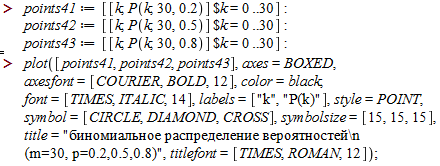 > points41 := [[k, P(k, 30, 0.2)] $k = 0 ..30] :
points42 := [[k, P(k, 30, 0.5)] $k = 0 ..30] :
points43 := [[k, P(k, 30, 0.8)] $k = 0 ..30] :
> plot([points41, points42, points43], axes = BOXED,
axesfont = [COURIER, BOLD, 12], color = black,
font = [TIMES, ITALIC, 14], labels = ["k", "P(k)"], style = POINT,
symbol = [CIRCLE, DIAMOND, CROSS], symbolsize = [15, 15, 15],
title = "биномиальное распределение вероятностей\n
(m=30, p=0.2,0.5,0.8)", titlefont = [TIMES, ROMAN, 12]);